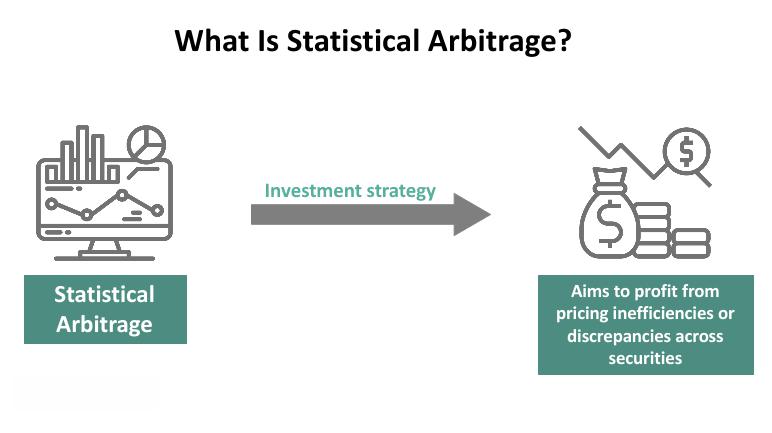 What Is Statistical Arbitrage?
Investment strategy
$
$
Statistical
Arbitrage
Aims to profit from
pricing inefficiencies or
discrepancies across
securities